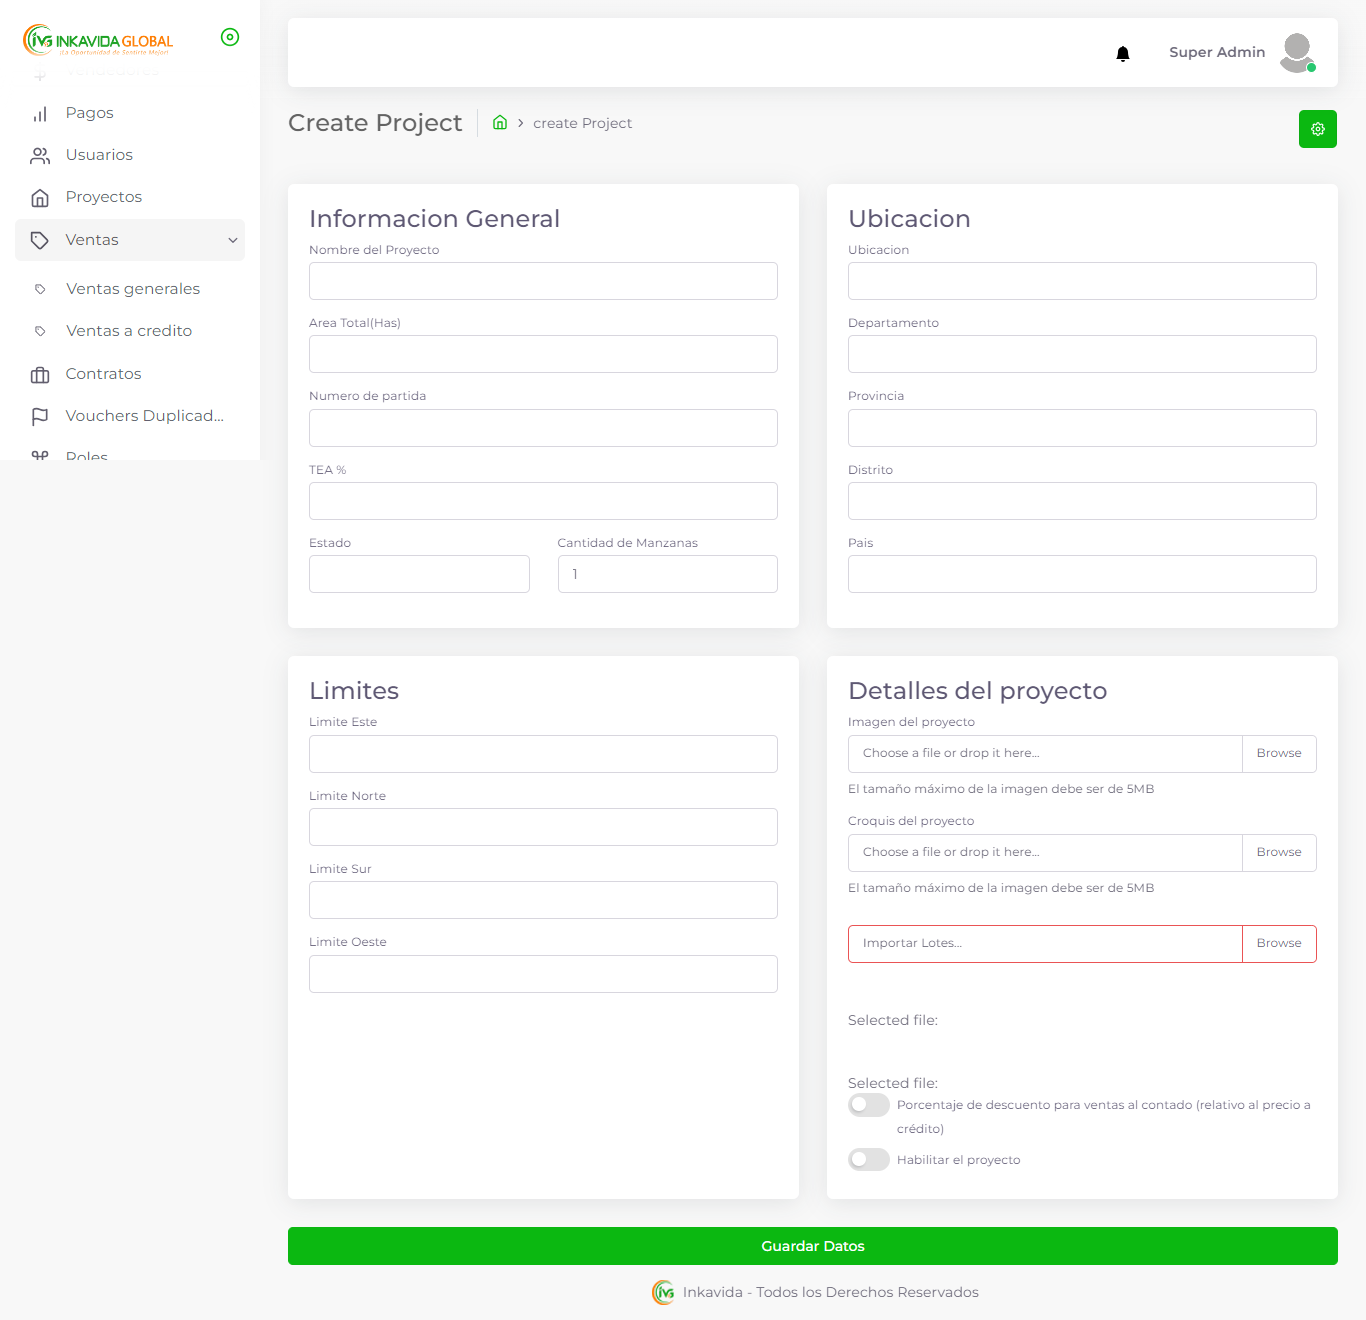 IVG INKAVIDA GLOBAL
¡La Oportunidad de Sentirte Mejor!
Pagos
Usuarios
Proyectos
Ventas
Ventas generales
Ventas a credito
Contratos
Vouchers Duplicad...
Roles
Super Admin
Create Project
create Project
Informacion General
Nombre del Proyecto
Area Total(Has)
Numero de partida
TEA %
Estado
Cantidad de Manzanas
1
Ubicacion
Ubicacion
Departamento
Provincia
Distrito
Pais
Limites
Limite Este
Limite Norte
Limite Sur
Limite Oeste
Detalles del proyecto
Imagen del proyecto
Choose a file or drop it here... Browse
El tamaño máximo de la imagen debe ser de 5MB
Croquis del proyecto
Choose a file or drop it here... Browse
El tamaño máximo de la imagen debe ser de 5MB
Importar Lotes... Browse
Selected file:
Selected file:
Porcentaje de descuento para ventas al contado (relativo al precio a
crédito)
Habilitar el proyecto
Guardar Datos
IVG Inkavida - Todos los Derechos Reservados